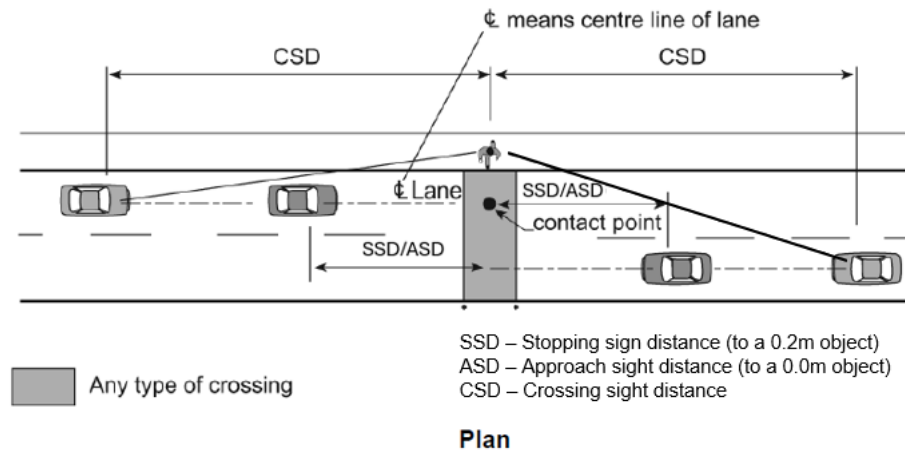 ℄ means centre line of lane
CSD
CSD
℄ Lane
SSD/ASD
contact point
SSD/ASD
SSD – Stopping sign distance (to a 0.2m object)
ASD – Approach sight distance (to a 0.0m object)
CSD – Crossing sight distance
Any type of crossing
Plan